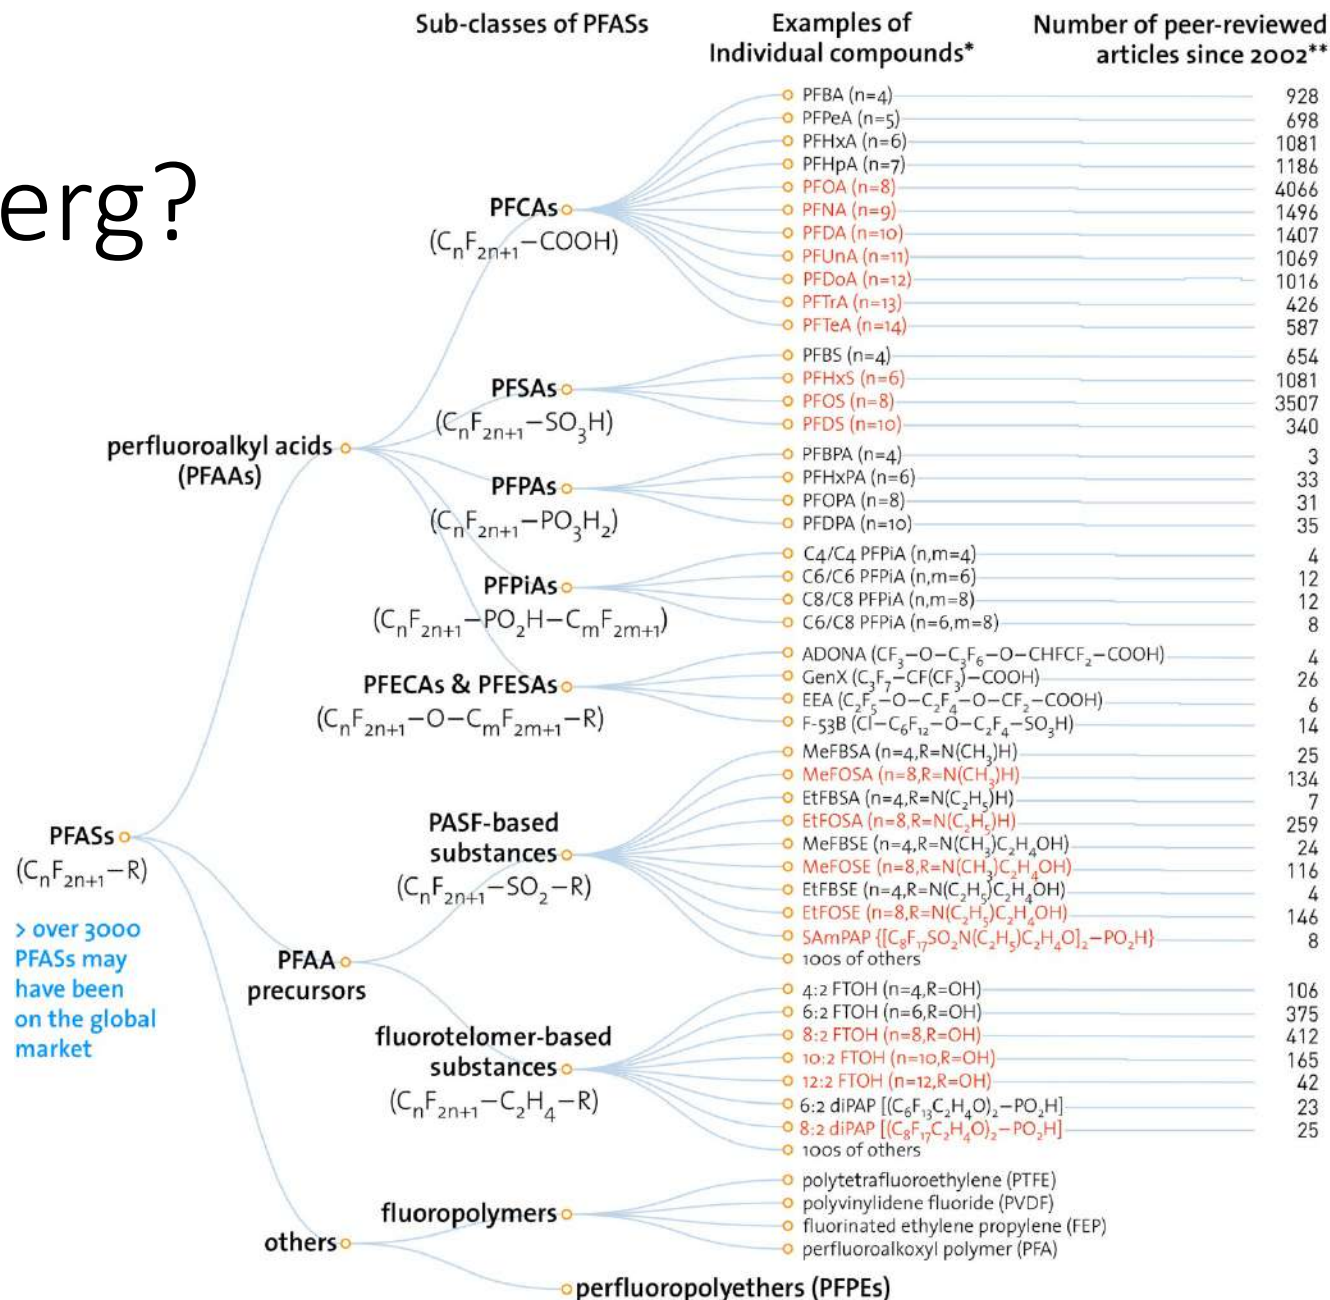 erg?
Sub-classes of PFASs
Examples of
Individual compounds*
Number of peer-reviewed
articles since 2002**
PFASs
(CnF2n+1–R)
> over 3000
PFASs may
have been
on the global
market
perfluoroalkyl acids
(PFAAs)
PFCAs
(CnF2n+1–COOH)
PFBA (n=4) 928
PFPeA (n=5) 698
PFHxA (n=6) 1081
PFHpA (n=7) 1186
PFOA (n=8) 4066
PFNA (n=9) 1496
PFDA (n=10) 1407
PFUnA (n=11) 1069
PFDoA (n=12) 1016
PFTrA (n=13) 426
PFTeA (n=14) 587
PFSAs
(CnF2n+1–SO3H)
PFBS (n=4) 654
PFHxS (n=6) 1081
PFOS (n=8) 3507
PFDS (n=10) 340
PFPAs
(CnF2n+1–PO3H2)
PFBPA (n=4) 3
PFHxPA (n=6) 33
PFOPA (n=8) 31
PFDPA (n=10) 35
PFPiAs
(CnF2n+1–PO2H–CmF2m+1)
C4/C4 PFPiA (n,m=4) 4
C6/C6 PFPiA (n,m=6) 12
C8/C8 PFPiA (n,m=8) 12
C6/C8 PFPiA (n=6,m=8) 8
PFECAs & PFESAs
(CnF2n+1–O–CmF2m+1–R)
ADONA (CF3–O–C3F6–O–CHFCF2–COOH) 4
GenX (C3F7–CF(CF3)–COOH) 26
EEA (C2F5–O–C2F4–O–CF2–COOH) 6
F-53B (Cl–C6F12–O–C2F4–SO3H) 14
PFAA
precursors
PASF-based
substances
(CnF2n+1–SO2–R)
MeFBSA (n=4,R=N(CH3)H) 25
MeFOSA (n=8,R=N(CH3)H) 134
EtFBSA (n=4,R=N(C2H5)H) 7
EtFOSA (n=8,R=N(C2H5)H) 259
MeFBSE (n=4,R=N(CH3)C2H4OH) 24
MeFOSE (n=8,R=N(CH3)C2H4OH) 116
EtFBSE (n=4,R=N(C2H5)C2H4OH) 4
EtFOSE (n=8,R=N(C2H5)C2H4OH) 146
SAmPAP {[C8F17SO2N(C2H5)C2H4O]2–PO2H} 8
100s of others
fluorotelomer-based
substances
(CnF2n+1–C2H4–R)
4:2 FTOH (n=4,R=OH) 106
6:2 FTOH (n=6,R=OH) 375
8:2 FTOH (n=8,R=OH) 412
10:2 FTOH (n=10,R=OH) 165
12:2 FTOH (n=12,R=OH) 42
6:2 diPAP [(C6F13C2H4O)2–PO2H] 23
8:2 diPAP [(C8F17C2H4O)2–PO2H] 25
100s of others
others
fluoropolymers
polytetrafluoroethylene (PTFE)
polyvinylidene fluoride (PVDF)
fluorinated ethylene propylene (FEP)
perfluoroalkoxyl polymer (PFA)
perfluoropolyethers (PFPEs)